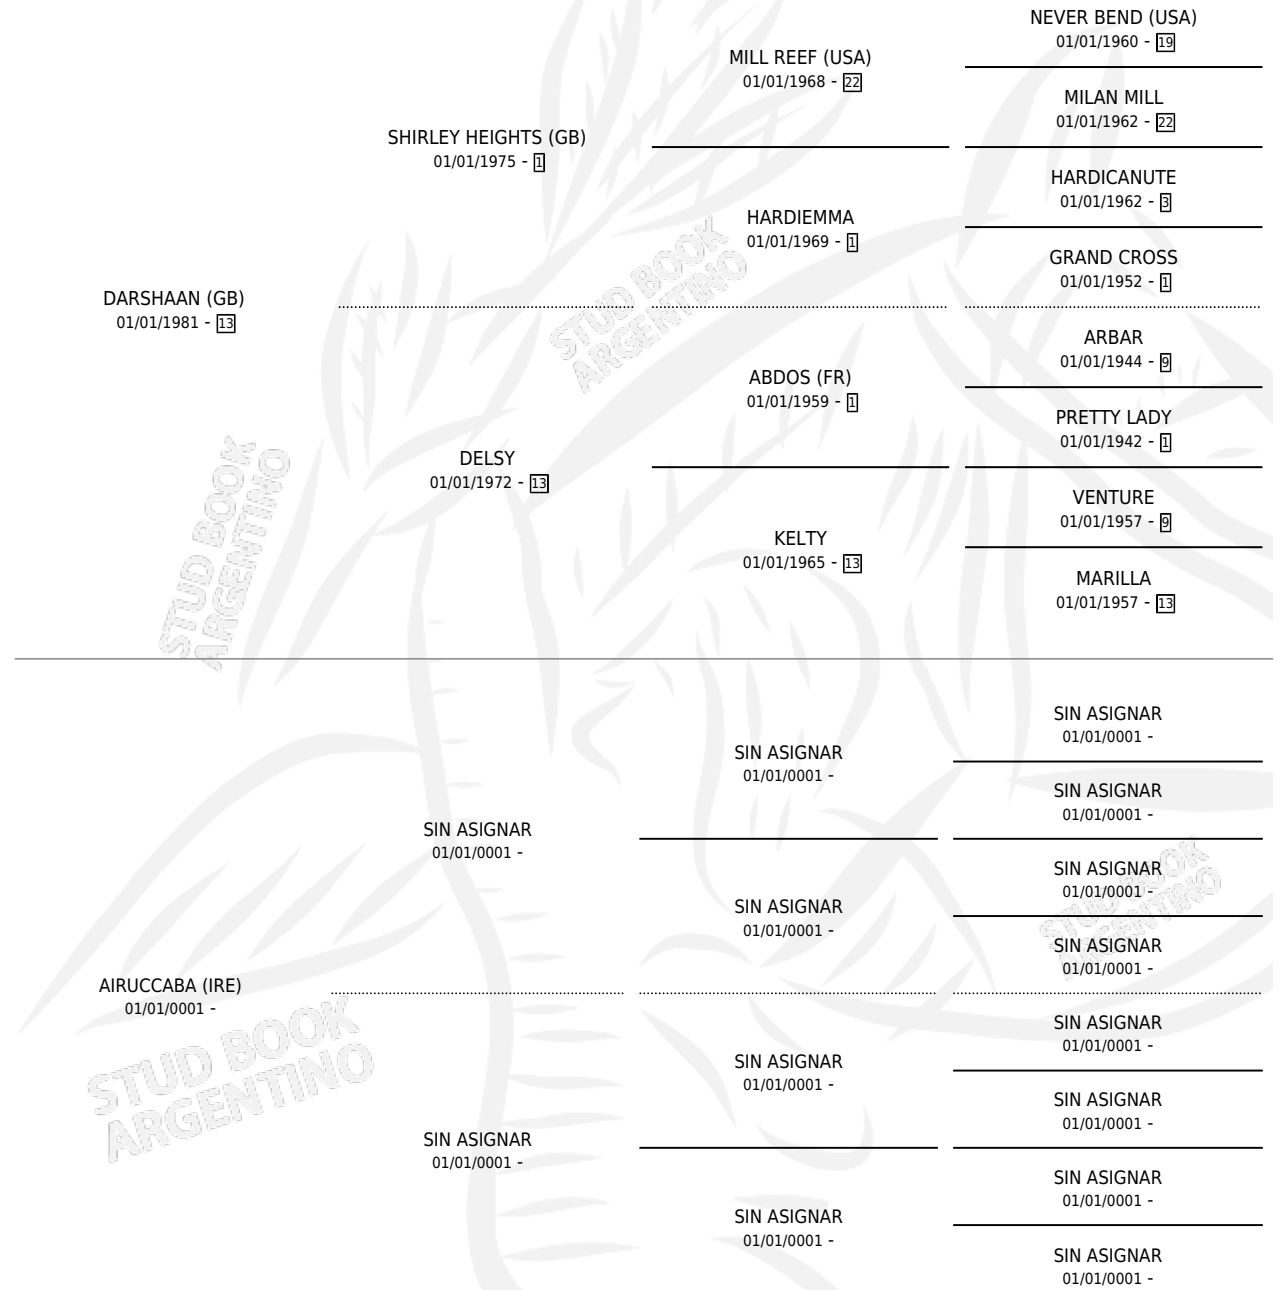 NEVER BEND (USA)
01/01/1960 - 19
MILL REEF (USA)
01/01/1968 - 22
MILAN MILL
01/01/1962 - 22
SHIRLEY HEIGHTS (GB)
01/01/1975 - 1
HARDICANUTE
01/01/1962 - 3
HARDIEMMA
01/01/1969 - 1
GRAND CROSS
01/01/1952 - 1
DARSHAAN (GB)
01/01/1981 - 13
ARBAR
01/01/1944 - 9
ABDOS (FR)
01/01/1959 - 1
PRETTY LADY
01/01/1942 - 1
DELSY
01/01/1972 - 13
VENTURE
01/01/1957 - 9
KELTY
01/01/1965 - 13
MARILLA
01/01/1957 - 13
STUD BOOK
ARGENTINO
STUD BOOK
ARGENTINO
SIN ASIGNAR
01/01/0001 -
SIN ASIGNAR
01/01/0001 -
SIN ASIGNAR
01/01/0001 -
SIN ASIGNAR
01/01/0001 -
SIN ASIGNAR
01/01/0001 -
SIN ASIGNAR
01/01/0001 -
SIN ASIGNAR
01/01/0001 -
STUD BOOK
ARGENTINO
AIRUCCABA (IRE)
01/01/0001 -
STUD BOOK
ARGENTINO
SIN ASIGNAR
01/01/0001 -
SIN ASIGNAR
01/01/0001 -
SIN ASIGNAR
01/01/0001 -
SIN ASIGNAR
01/01/0001 -
SIN ASIGNAR
01/01/0001 -
SIN ASIGNAR
01/01/0001 -
SIN ASIGNAR
01/01/0001 -